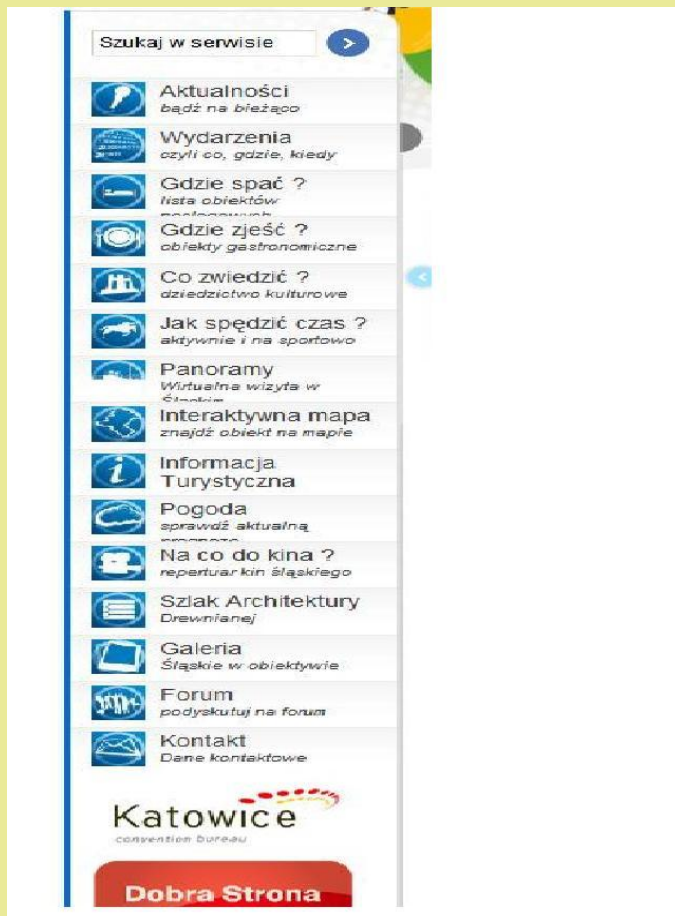 Szukaj w serwisie
Aktualności
bądź na bieżąco
Wydarzenia
czyli co, gdzie, kiedy
Gdzie spać ?
lista obiektów
Gdzie zjeść ?
obiekty gastronomiczne
Co zwiedzić ?
dziedzictwo kulturowe
Jak spędzić czas ?
aktywnie i na sportowo
Panoramy
Wirtualna wizyta w
Interaktywna mapa
znajdź obiekt na mapie
Informacja
Turystyczna
Pogoda
sprawdź aktualną
Na co do kina ?
repertuar kin śląskiego
Szlak Architektury
Drewnianej
Galeria
Śląskie w obiektywie
Forum
podyskutuj na forum
Kontakt
Dane kontaktowe
Katowice
convention bureau
Dobra Strona